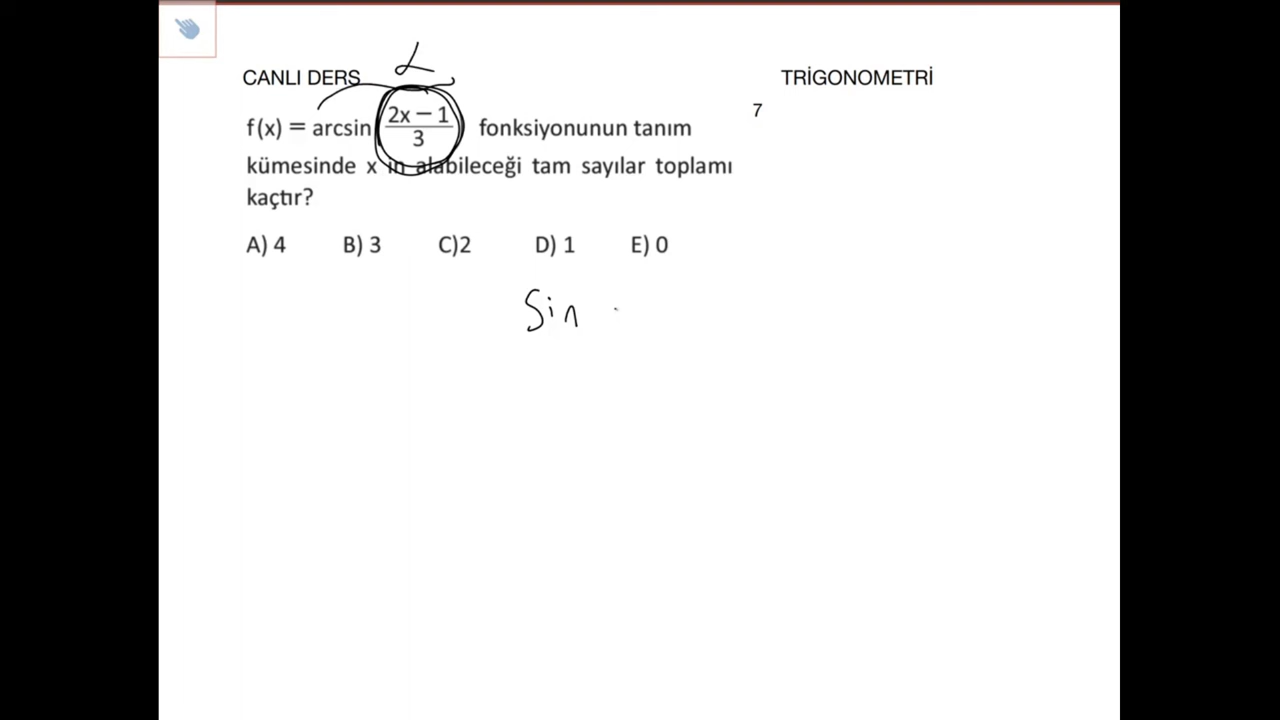 CANLI DERS
TRİGONOMETRİ
7
α
f(x) = arcsin(2x − 1 / 3) fonksiyonunun tanım
kümesinde x in alabileceği tam sayılar toplamı
kaçtır?
A) 4 B) 3 C)2 D) 1 E) 0
Sin